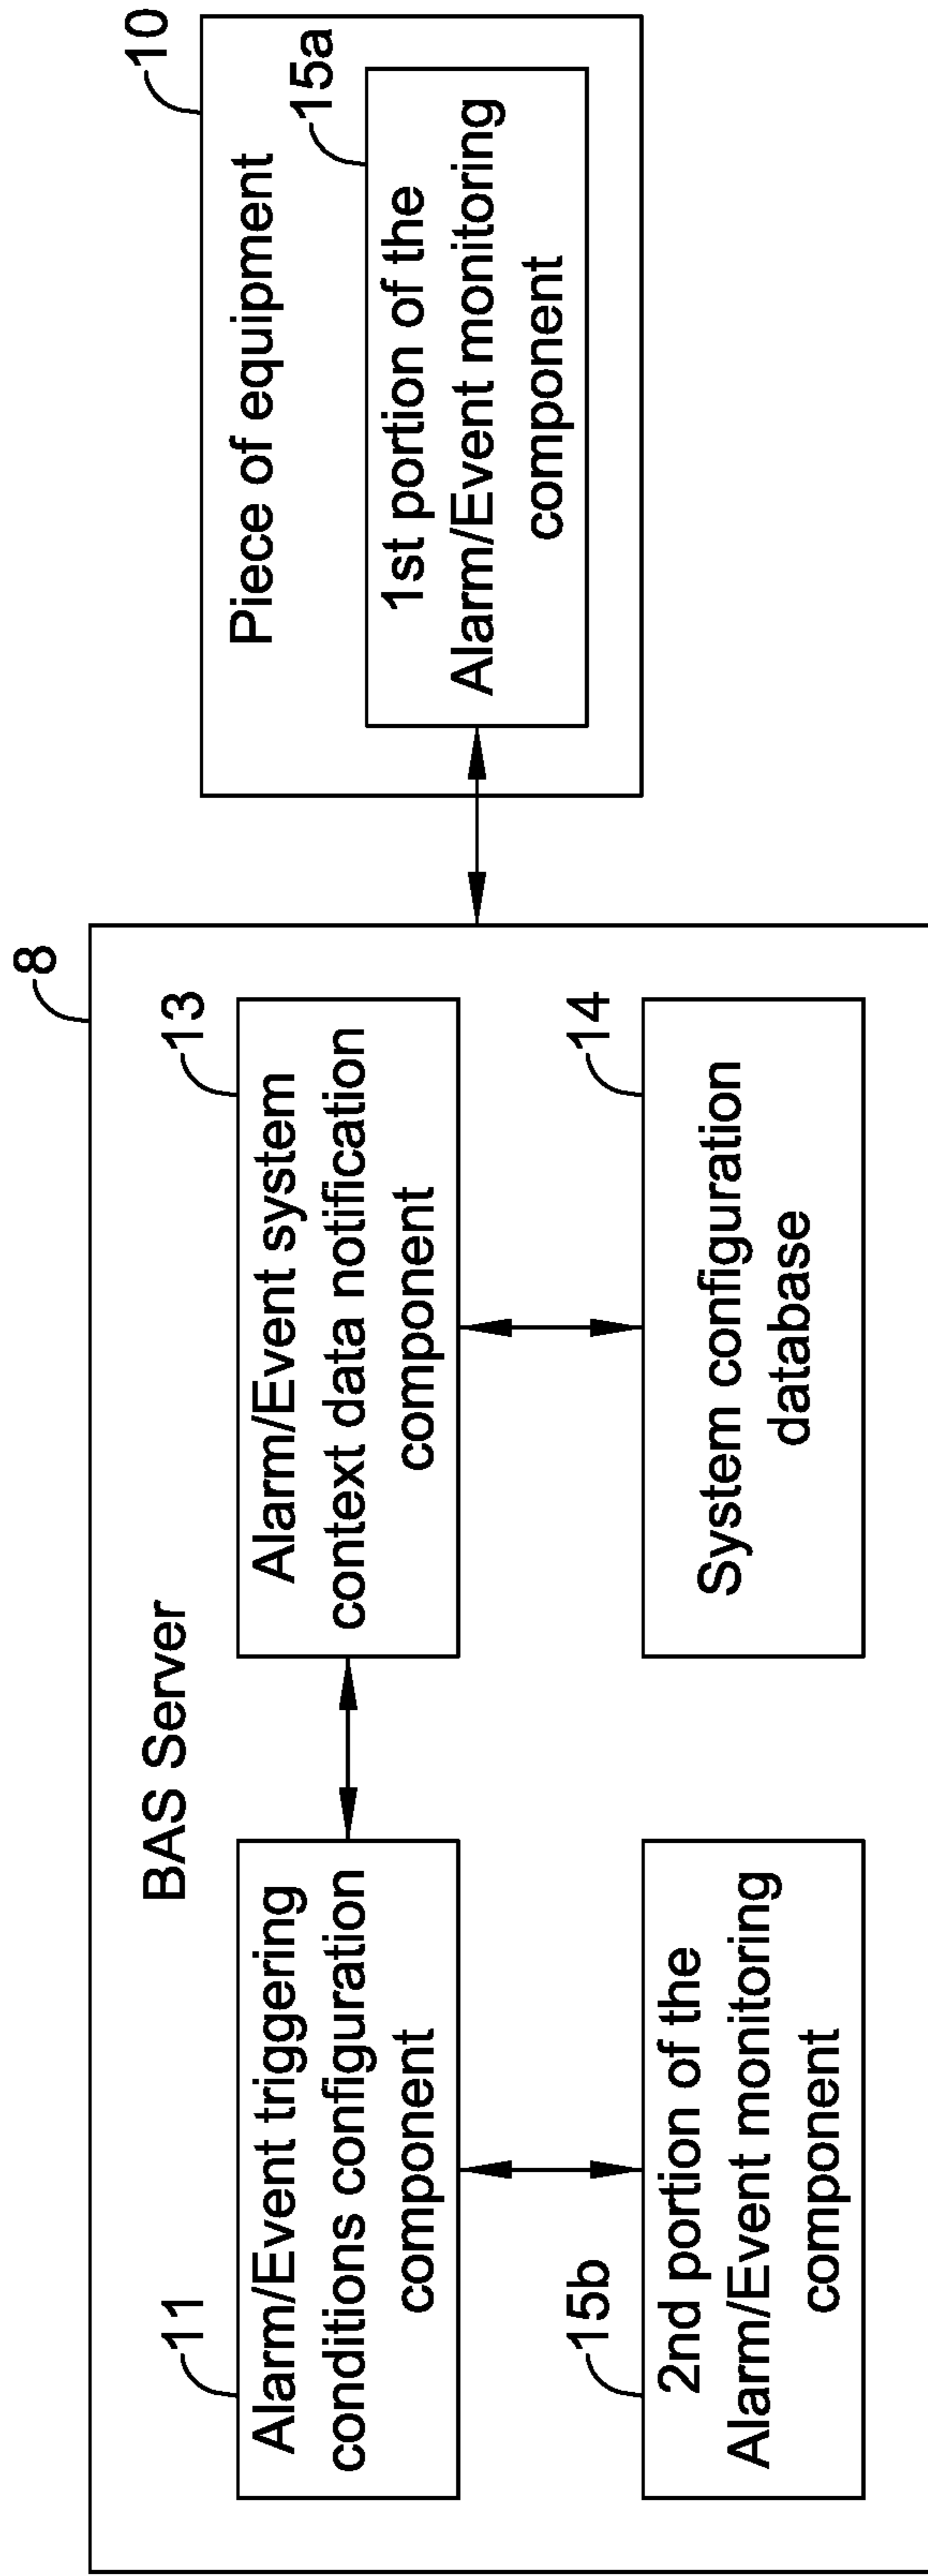 8
BAS Server
11
Alarm/Event triggering
conditions configuration
component
13
Alarm/Event system
context data notification
component
15b
2nd portion of the
Alarm/Event monitoring
component
14
System configuration
database
10
Piece of equipment
15a
1st portion of the
Alarm/Event monitoring
component